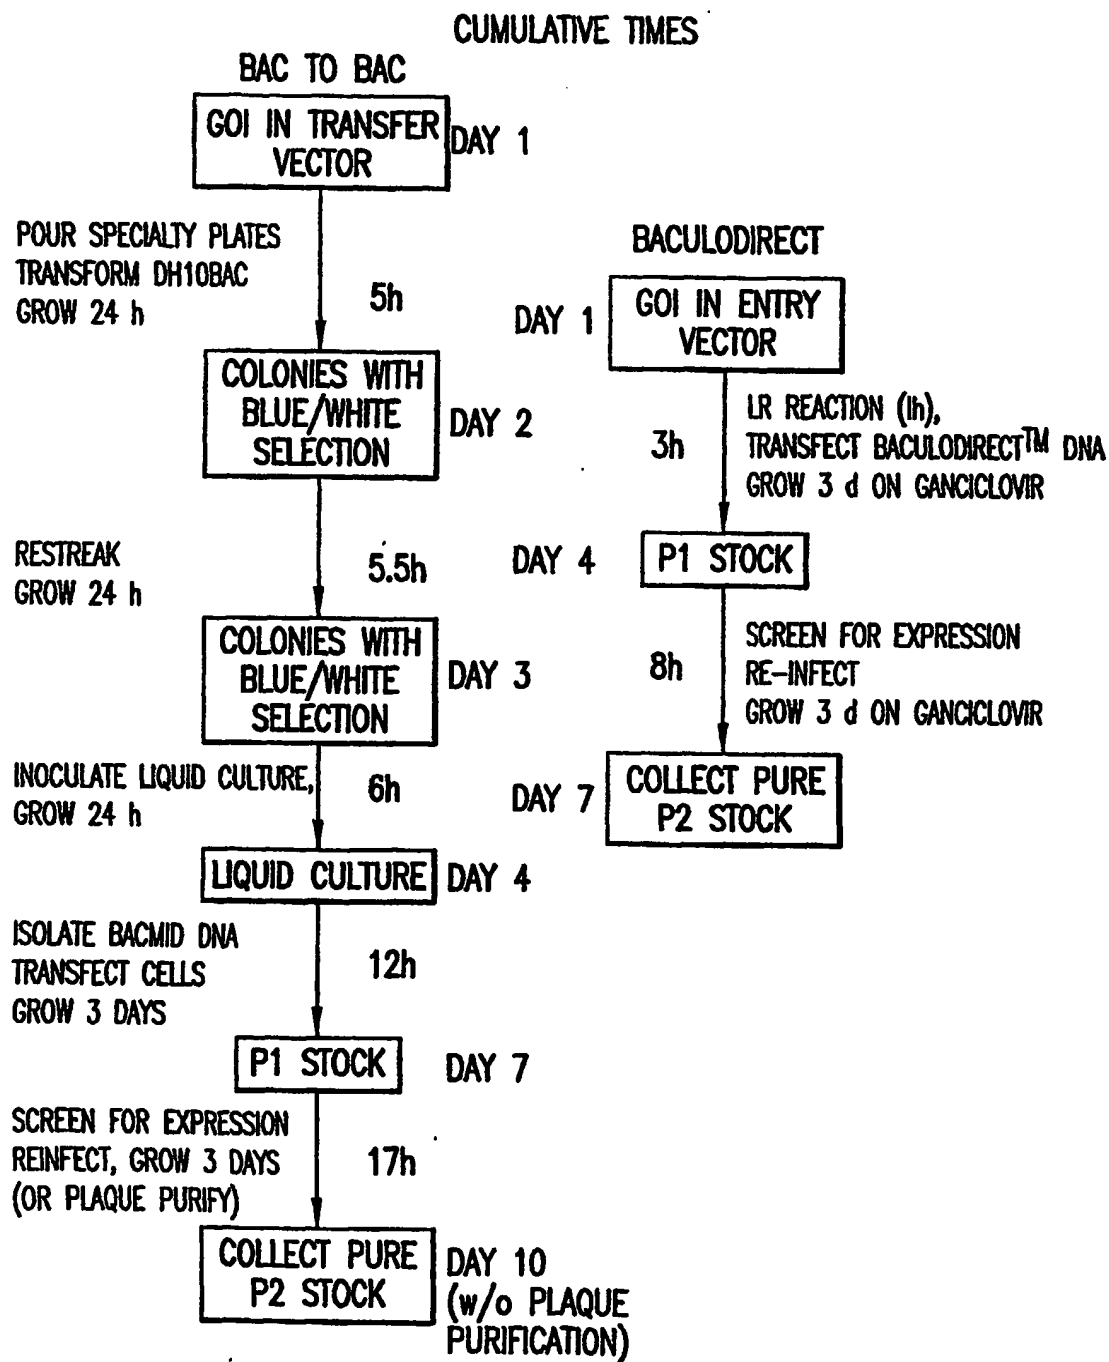 CUMULATIVE TIMES
BAC TO BAC
GOI IN TRANSFER
VECTOR
DAY 1
POUR SPECIALTY PLATES
TRANSFORM DH10BAC
GROW 24 h
5h
COLONIES WITH
BLUE/WHITE
SELECTION
DAY 2
RESTREAK
GROW 24 h
5.5h
COLONIES WITH
BLUE/WHITE
SELECTION
DAY 3
INOCULATE LIQUID CULTURE,
GROW 24 h
6h
LIQUID CULTURE
DAY 4
ISOLATE BACMID DNA
TRANSFECT CELLS
GROW 3 DAYS
12h
P1 STOCK
DAY 7
SCREEN FOR EXPRESSION
REINFECT, GROW 3 DAYS
(OR PLAQUE PURIFY)
17h
COLLECT PURE
P2 STOCK
DAY 10
(w/o PLAQUE
PURIFICATION)
BACULODIRECT
DAY 1
GOI IN ENTRY
VECTOR
3h
LR REACTION (1h),
TRANSFECT BACULODIRECT™ DNA
GROW 3 d ON GANCICLOVIR
DAY 4
P1 STOCK
8h
SCREEN FOR EXPRESSION
RE-INFECT
GROW 3 d ON GANCICLOVIR
DAY 7
COLLECT PURE
P2 STOCK